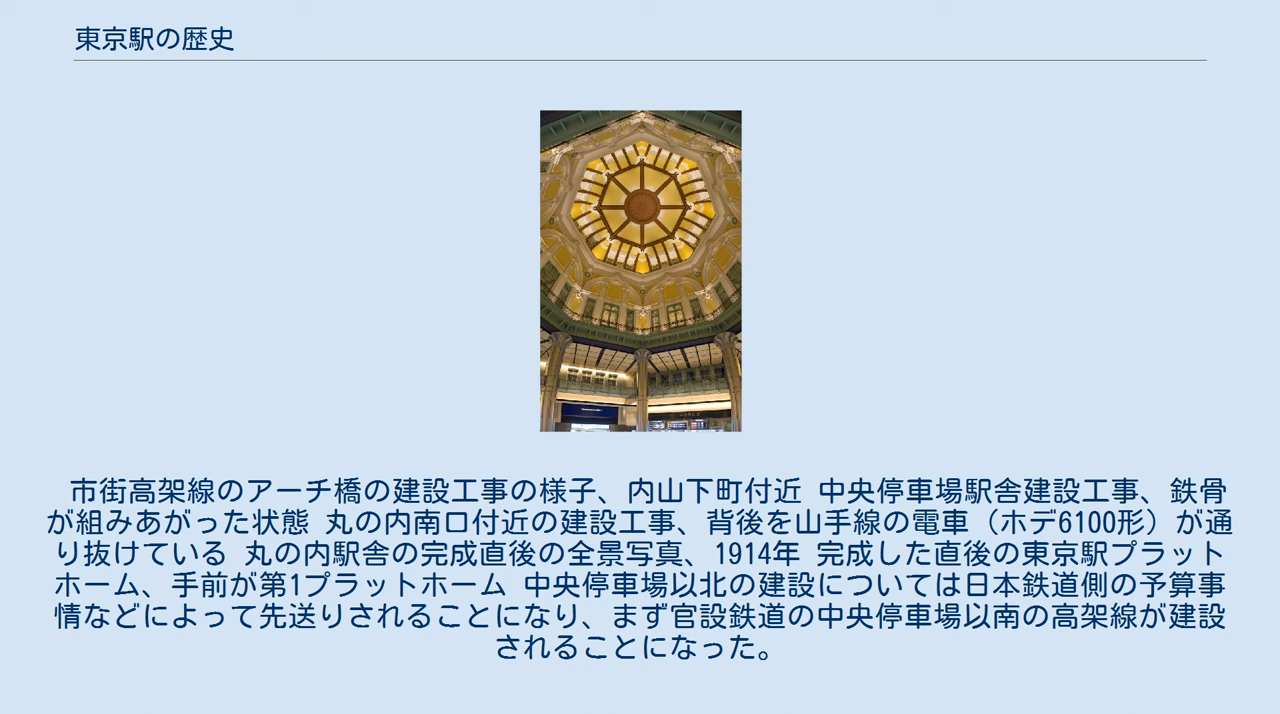 東京駅の歴史
市街高架線のアーチ橋の建設工事の様子、内山下町付近 中央停車場駅舎建設工事、鉄骨
が組みあがった状態 丸の内南口付近の建設工事、背後を山手線の電車（ホデ6100形）が通
り抜けている 丸の内駅舎の完成直後の全景写真、1914年 完成した直後の東京駅プラット
ホーム、手前が第1プラットホーム 中央停車場以北の建設については日本鉄道側の予算事
情などによって先送りされることになり、まず官設鉄道の中央停車場以南の高架線が建設
されることになった。